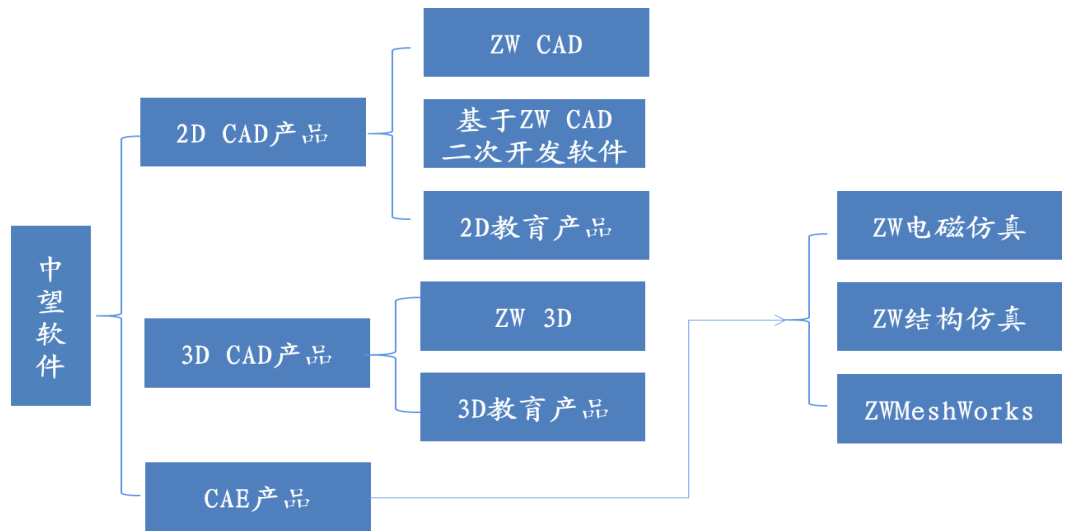 中望软件
2D CAD产品
ZW CAD
基于ZW CAD
二次开发软件
2D教育产品
3D CAD产品
ZW 3D
3D教育产品
CAE产品
ZW电磁仿真
ZW结构仿真
ZWMeshWorks